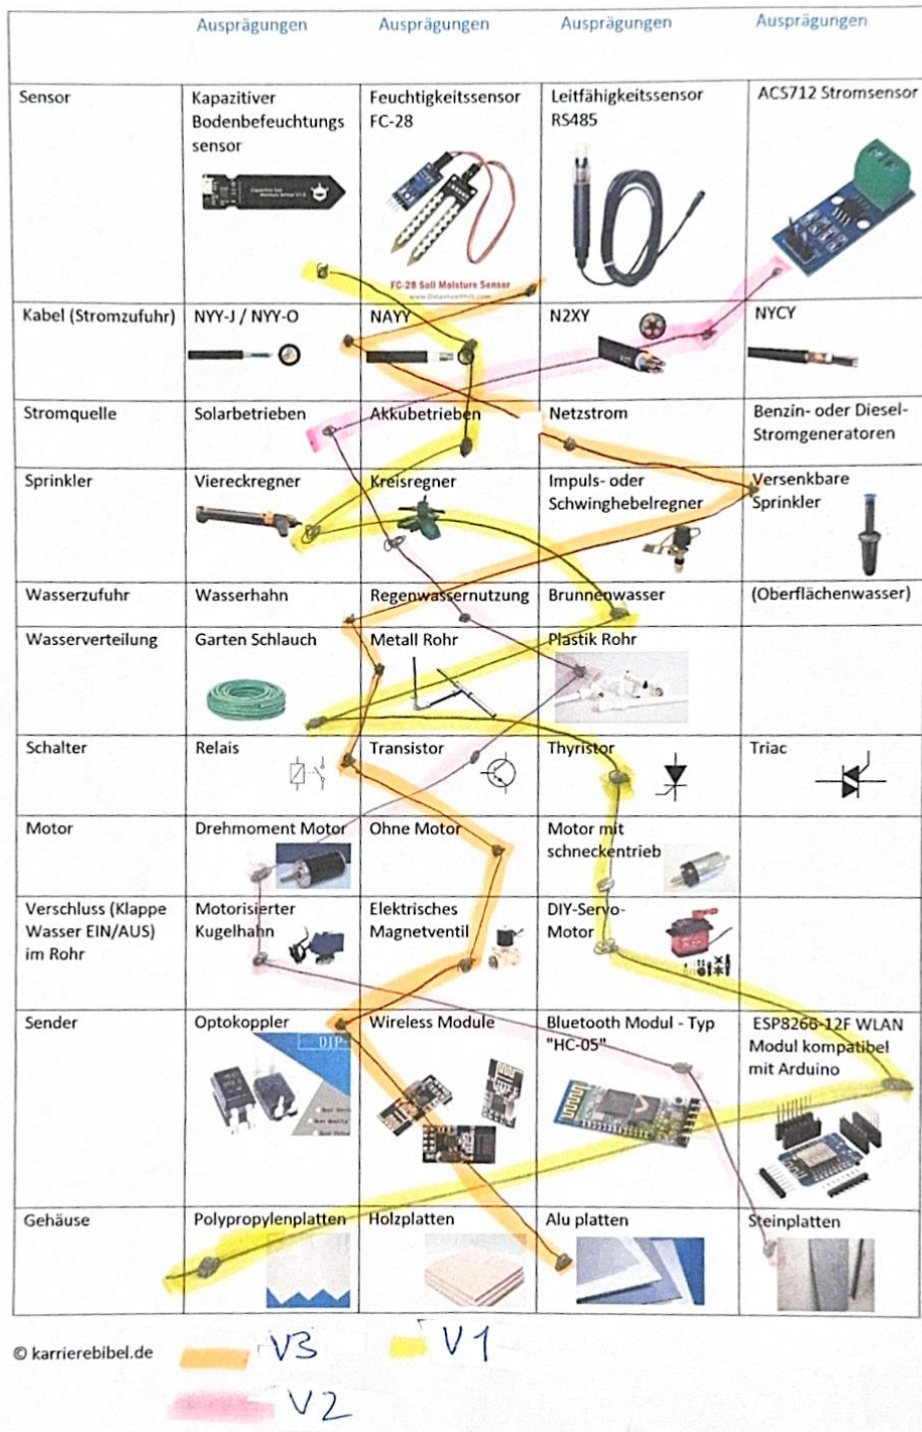 Ausprägungen Ausprägungen Ausprägungen Ausprägungen
Sensor
Kapazitiver
Bodenbefeuchtungs
sensor
Feuchtigkeitssensor
FC-28
FC-28 Soil Moisture Sensor
Leitfähigkeitssensor
RS485
ACS712 Stromsensor
Kabel (Stromzufuhr)
NYY-J / NYY-O
NAYY
N2XY
NYCY
Stromquelle
Solarbetrieben
Akkubetrieben
Netzstrom
Benzin- oder Diesel-
Stromgeneratoren
Sprinkler
Viereckregner
Kreisregner
Impuls- oder
Schwinghebelregner
Versenkbare
Sprinkler
Wasserzufuhr
Wasserhahn
Regenwassernutzung
Brunnenwasser
(Oberflächenwasser)
Wasserverteilung
Garten Schlauch
Metall Rohr
Plastik Rohr
Schalter
Relais
Transistor
Thyristor
Triac
Motor
Drehmoment Motor
Ohne Motor
Motor mit
schneckentrieb
Verschluss (Klappe
Wasser EIN/AUS)
im Rohr
Motorisierter
Kugelhahn
Elektrisches
Magnetventil
DIY-Servo-
Motor
Sender
Optokoppler
DIP-
Wireless Module
Bluetooth Modul - Typ
"HC-05"
ESP8266-12F WLAN
Modul kompatibel
mit Arduino
Gehäuse
Polypropylenplatten
Holzplatten
Alu platten
Steinplatten
© karrierebibel.de
V3
V1
V2